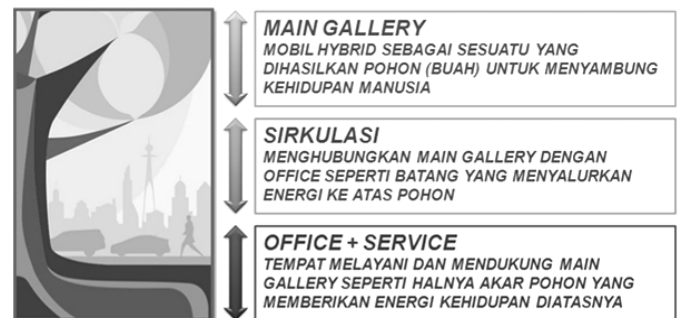 MAIN GALLERY
MOBIL HYBRID SEBAGAI SESUATU YANG
DIHASILKAN POHON (BUAH) UNTUK MENYAMBUNG
KEHIDUPAN MANUSIA
SIRKULASI
MENGHUBUNGKAN MAIN GALLERY DENGAN
OFFICE SEPERTI BATANG YANG MENYALURKAN
ENERGI KE ATAS POHON
OFFICE + SERVICE
TEMPAT MELAYANI DAN MENDUKUNG MAIN
GALLERY SEPERTI HALNYA AKAR POHON YANG
MEMBERIKAN ENERGI KEHIDUPAN DIATASNYA